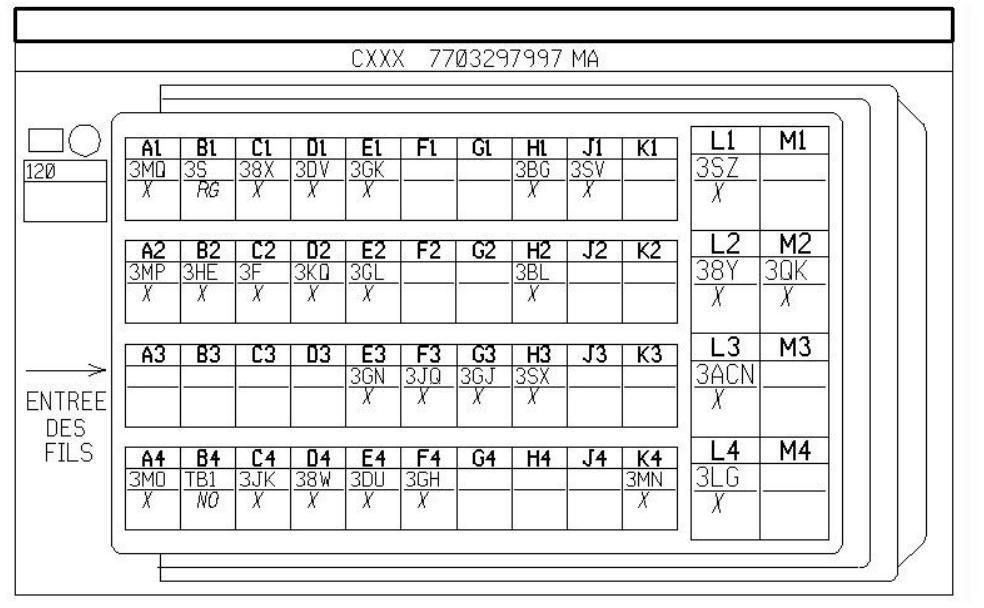 CXXX 7703297997 MA
120
A1 B1 C1 D1 E1 F1 G1 H1 J1 K1 L1 M1
3MQ 3S 38X 3DV 3GK 3BG 3SV 3SZ
X RG X X X X X X
A2 B2 C2 D2 E2 F2 G2 H2 J2 K2 L2 M2
3MP 3HE 3F 3KQ 3GL 3BL 38Y 3QK
X X X X X X X X
A3 B3 C3 D3 E3 F3 G3 H3 J3 K3 L3 M3
3GN 3JQ 3GJ 3SX 3ACN
X X X X X
ENTREE
DES
FILS
A4 B4 C4 D4 E4 F4 G4 H4 J4 K4 L4 M4
3MO TB1 3JK 38W 3DU 3GH 3MN 3LG
X NO X X X X X X